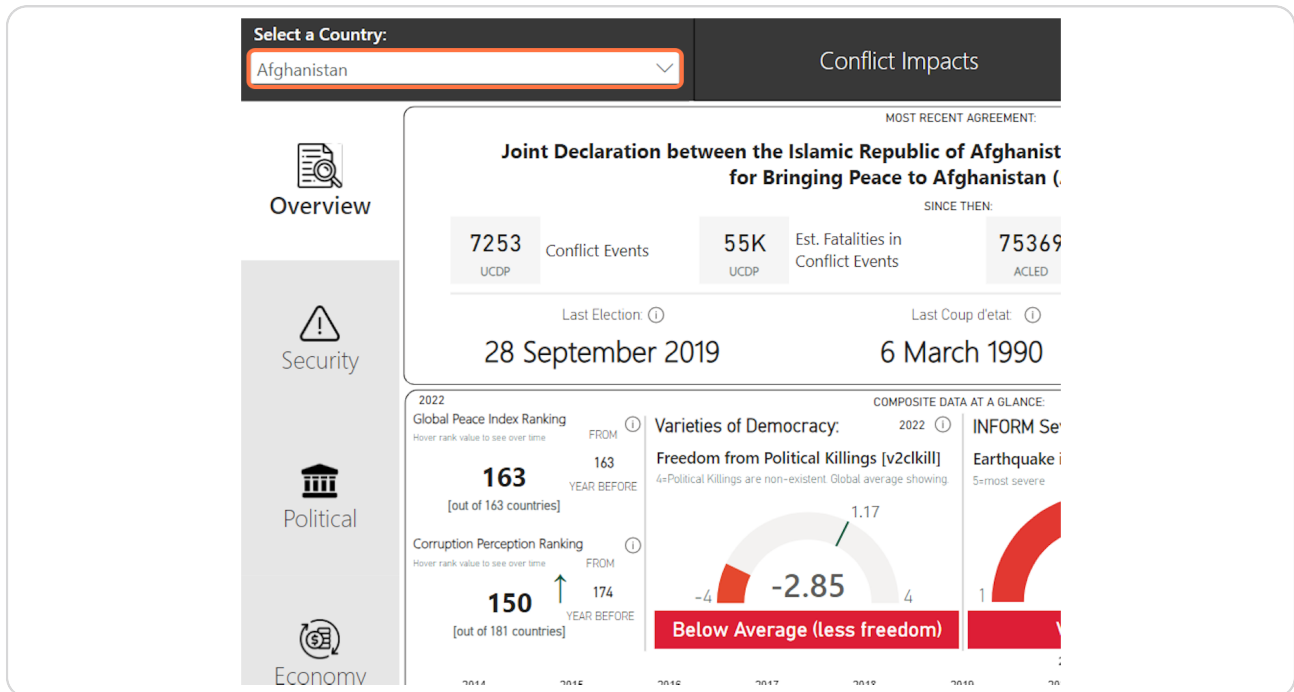 Select a Country:
Afghanistan
Conflict Impacts
Overview
Security
Political
Economy
MOST RECENT AGREEMENT:
Joint Declaration between the Islamic Republic of Afghanist
for Bringing Peace to Afghanistan (
SINCE THEN:
7253
UCDP
Conflict Events
55K
UCDP
Est. Fatalities in
Conflict Events
75369
ACLED
Last Election:
28 September 2019
Last Coup d'etat:
6 March 1990
2022
Global Peace Index Ranking
Hover rank value to see over time
FROM
163
163
YEAR BEFORE
[out of 163 countries]
Corruption Perception Ranking
Hover rank value to see over time
FROM
150
174
YEAR BEFORE
[out of 181 countries]
COMPOSITE DATA AT A GLANCE:
Varieties of Democracy:
2022
Freedom from Political Killings [v2clkill]
4=Political Killings are non-existent. Global average showing.
1.17
-2.85
-4
4
Below Average (less freedom)
INFORM Se
Earthquake i
5=most severe
1
2014 2015 2016 2017 2018 2019